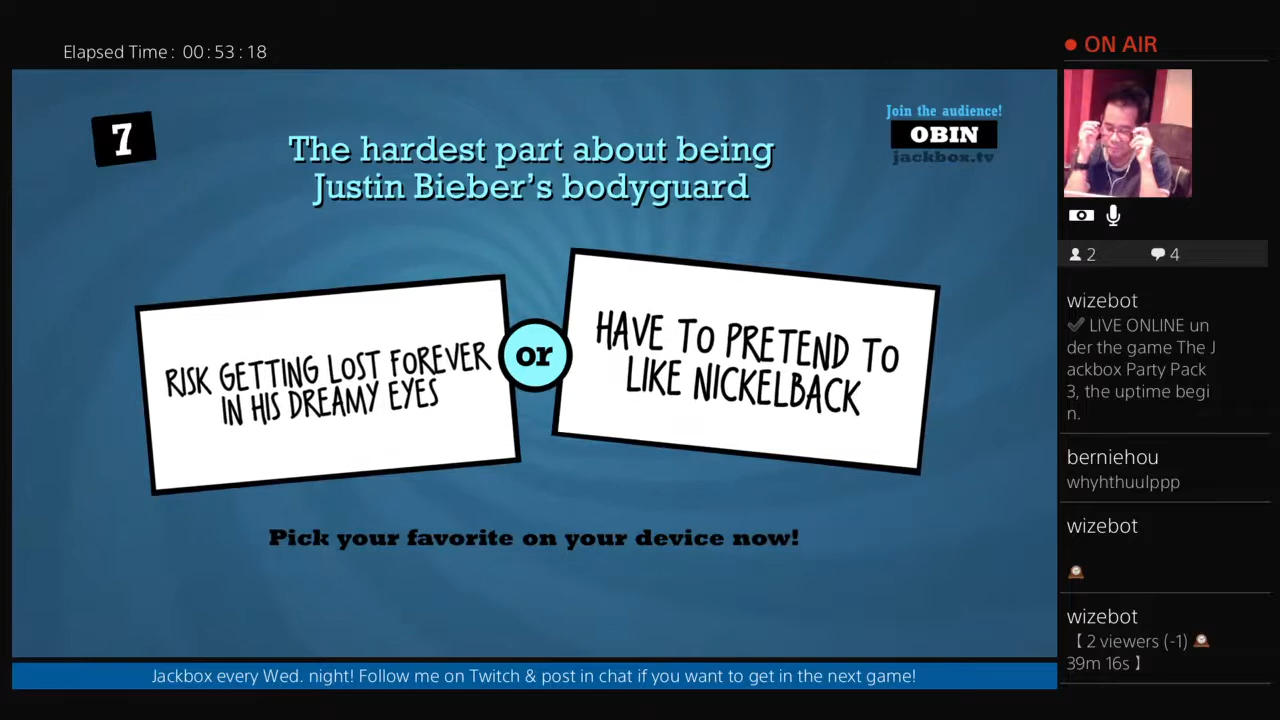 Elapsed Time: 00:53:18
ON AIR
7
The hardest part about being
Justin Bieber's bodyguard
Join the audience!
OBIN
jackbox.tv
RISK GETTING LOST FOREVER
IN HIS DREAMY EYES
or
HAVE TO PRETEND TO
LIKE NICKELBACK
Pick your favorite on your device now!
Jackbox every Wed. night! Follow me on Twitch & post in chat if you want to get in the next game!
2 4
wizebot
✔ LIVE ONLINE un
der the game The J
ackbox Party Pack
3, the uptime begi
n.
berniehou
whyhthuulppp
wizebot
wizebot
【 2 viewers (-1) 🕰
39m 16s 】